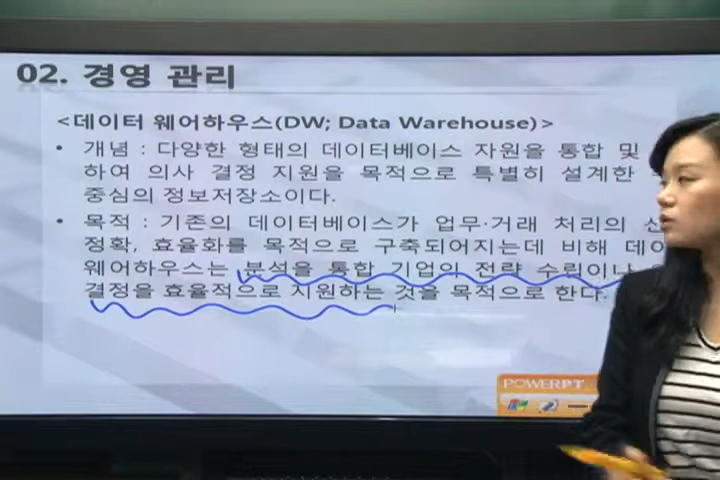 02. 경영 관리
<데이터 웨어하우스(DW; Data Warehouse)>
• 개념 : 다양한 형태의 데이터베이스 자원을 통합 및
하여 의사 결정 지원을 목적으로 특별히 설계한
중심의 정보저장소이다.
• 목적 : 기존의 데이터베이스가 업무·거래 처리의
정확, 효율화를 목적으로 구축되어지는데 비해
웨어하우스는 분석을 통합 기업의 전략 수립이나
결정을 효율적으로 지원하는 것을 목적으로 한다.
POWERPT